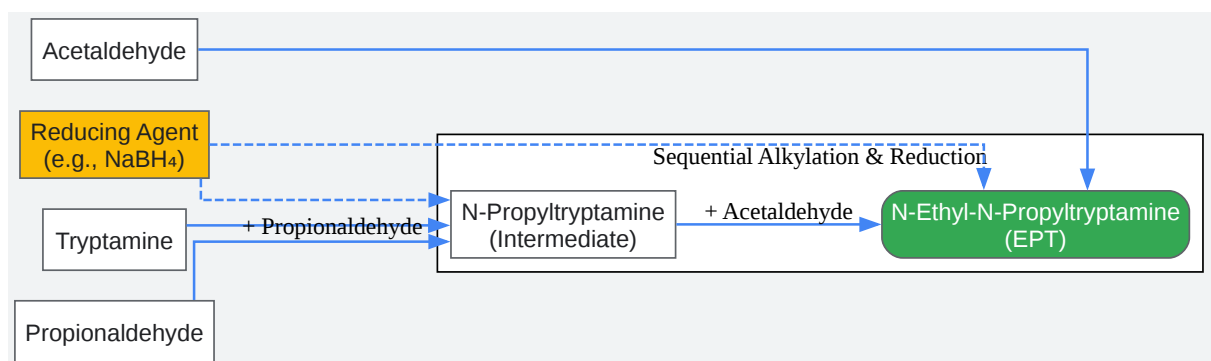 Acetaldehyde
Reducing Agent
(e.g., NaBH₄)
Sequential Alkylation & Reduction
Tryptamine
+ Propionaldehyde
N-Propyltryptamine
(Intermediate)
+ Acetaldehyde
N-Ethyl-N-Propyltryptamine
(EPT)
Propionaldehyde